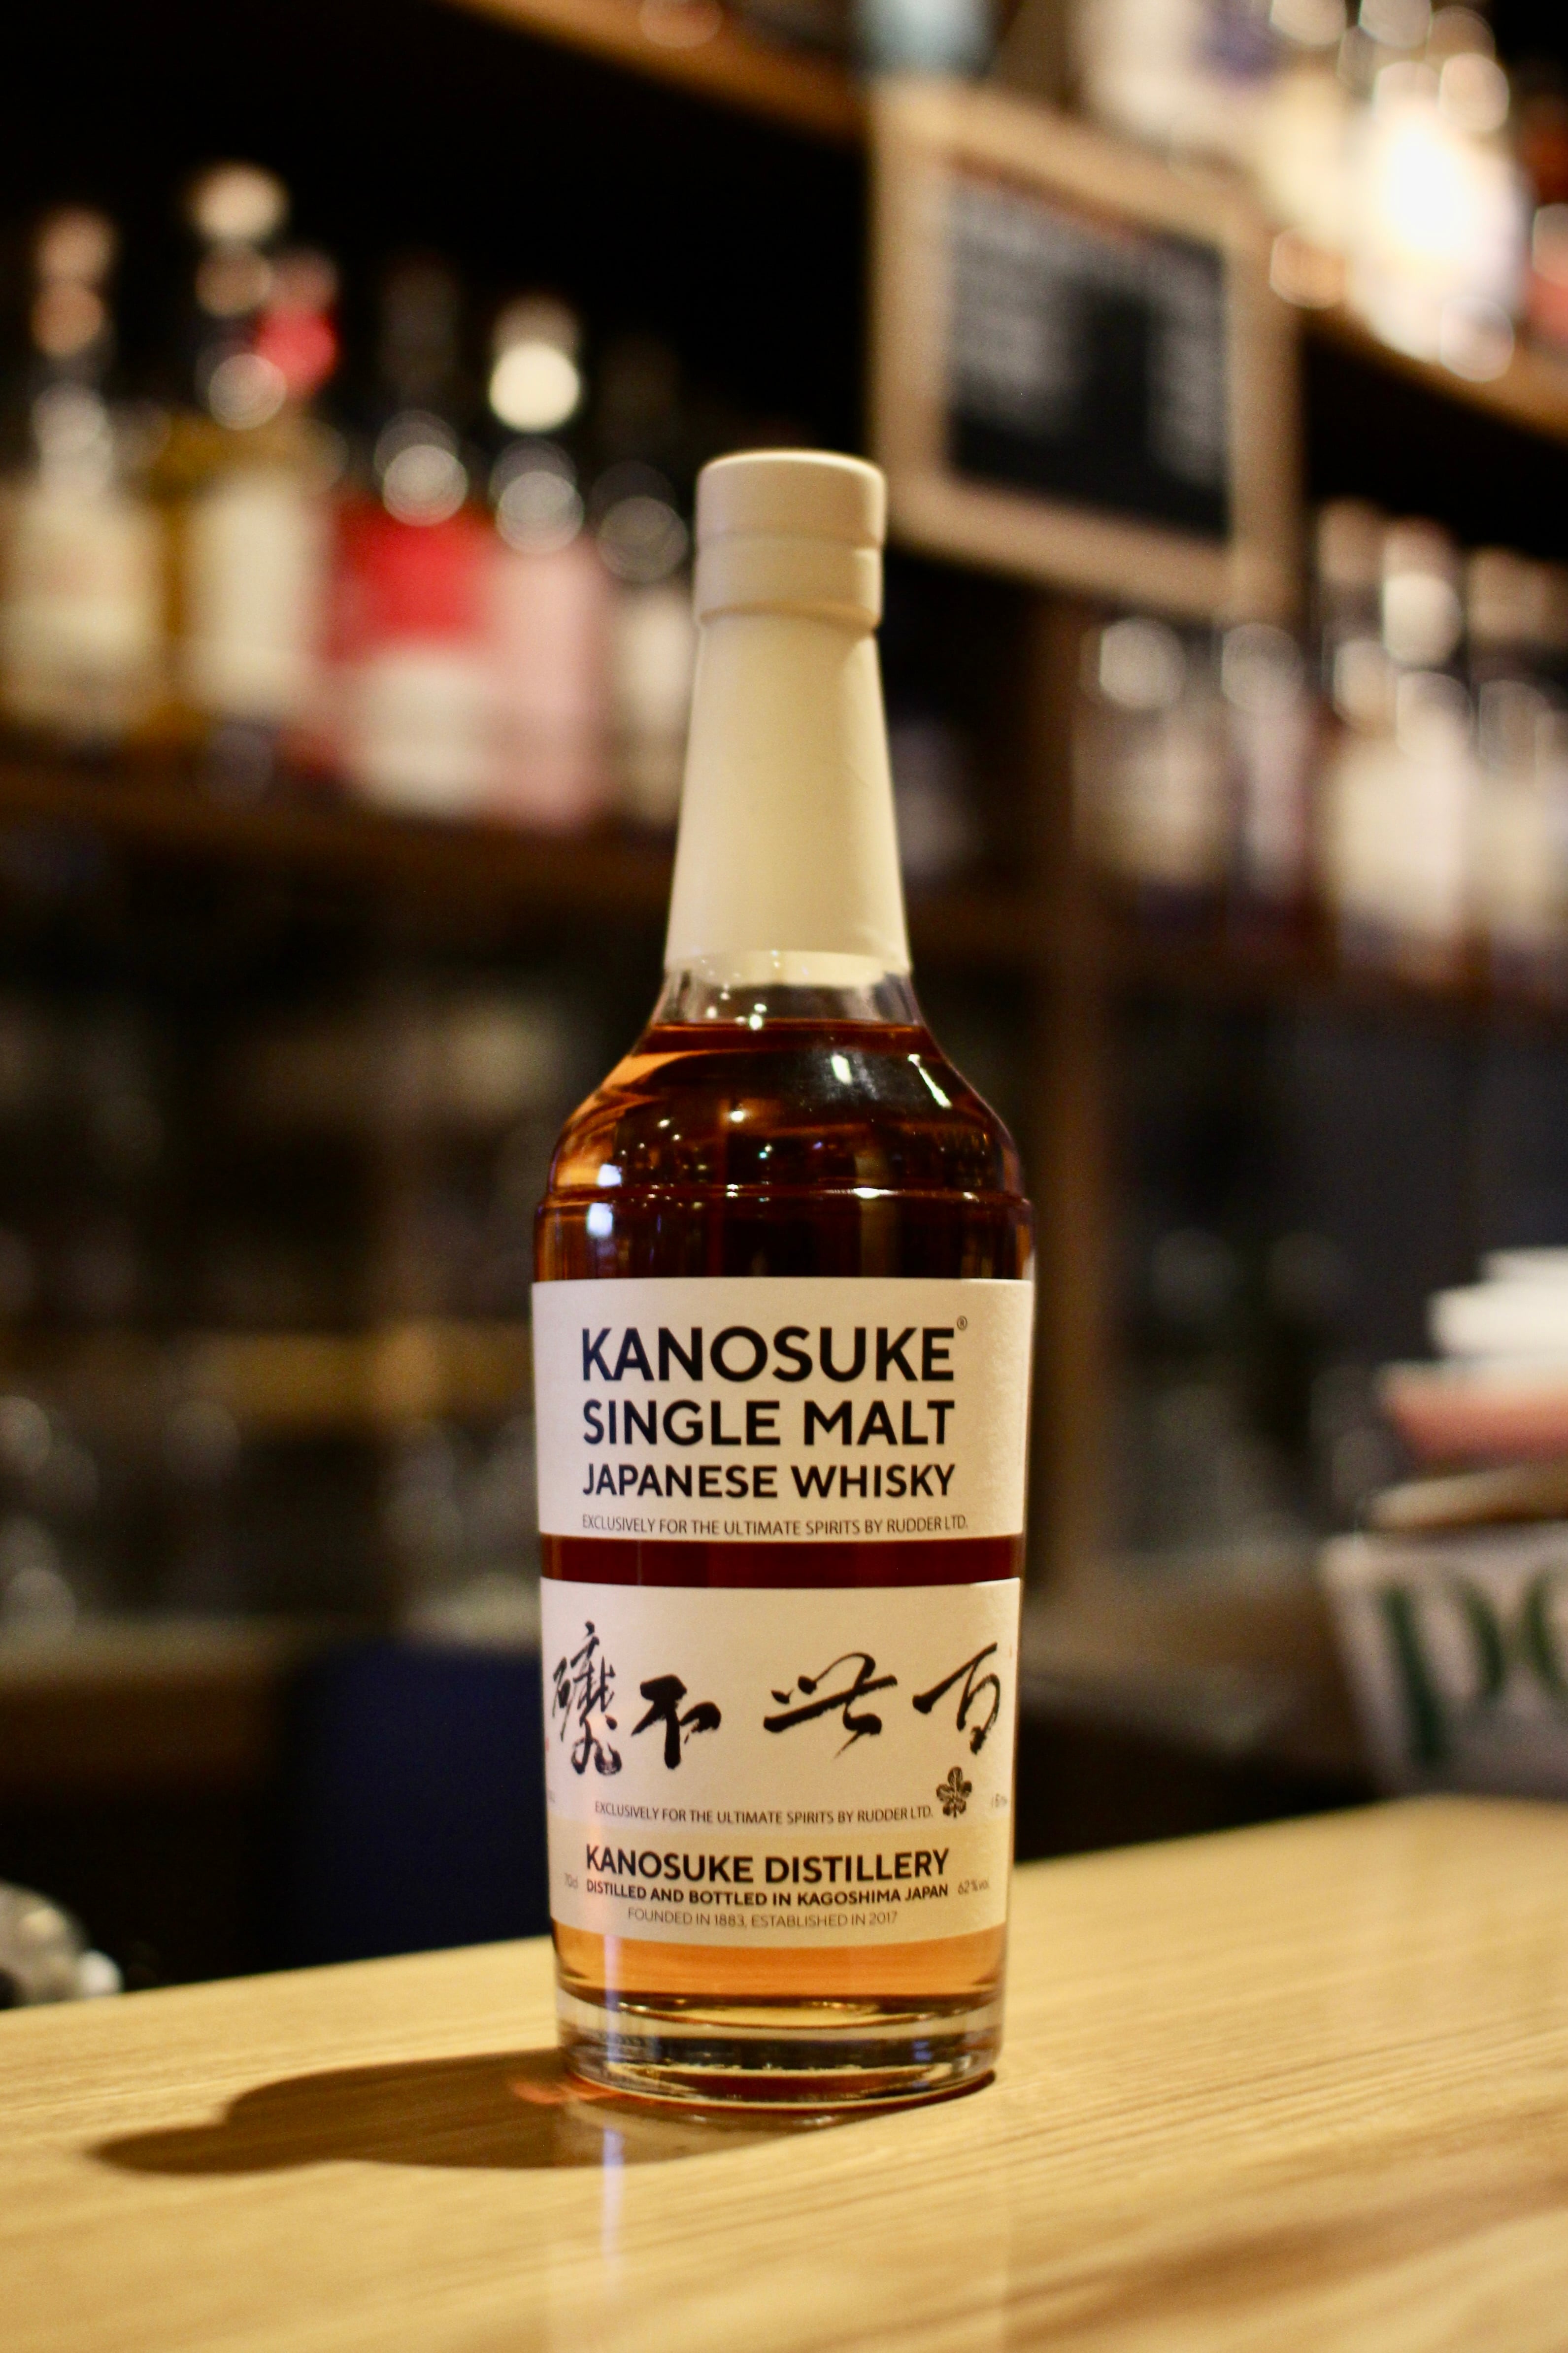 KANOSUKE®
SINGLE MALT
JAPANESE WHISKY
EXCLUSIVELY FOR THE ULTIMATE SPIRITS BY RUDDER LTD.
百
不
EXCLUSIVELY FOR THE ULTIMATE SPIRITS BY RUDDER LTD.
KANOSUKE DISTILLERY
70cl DISTILLED AND BOTTLED IN KAGOSHIMA JAPAN 62%vol
FOUNDED IN 1883, ESTABLISHED IN 2017